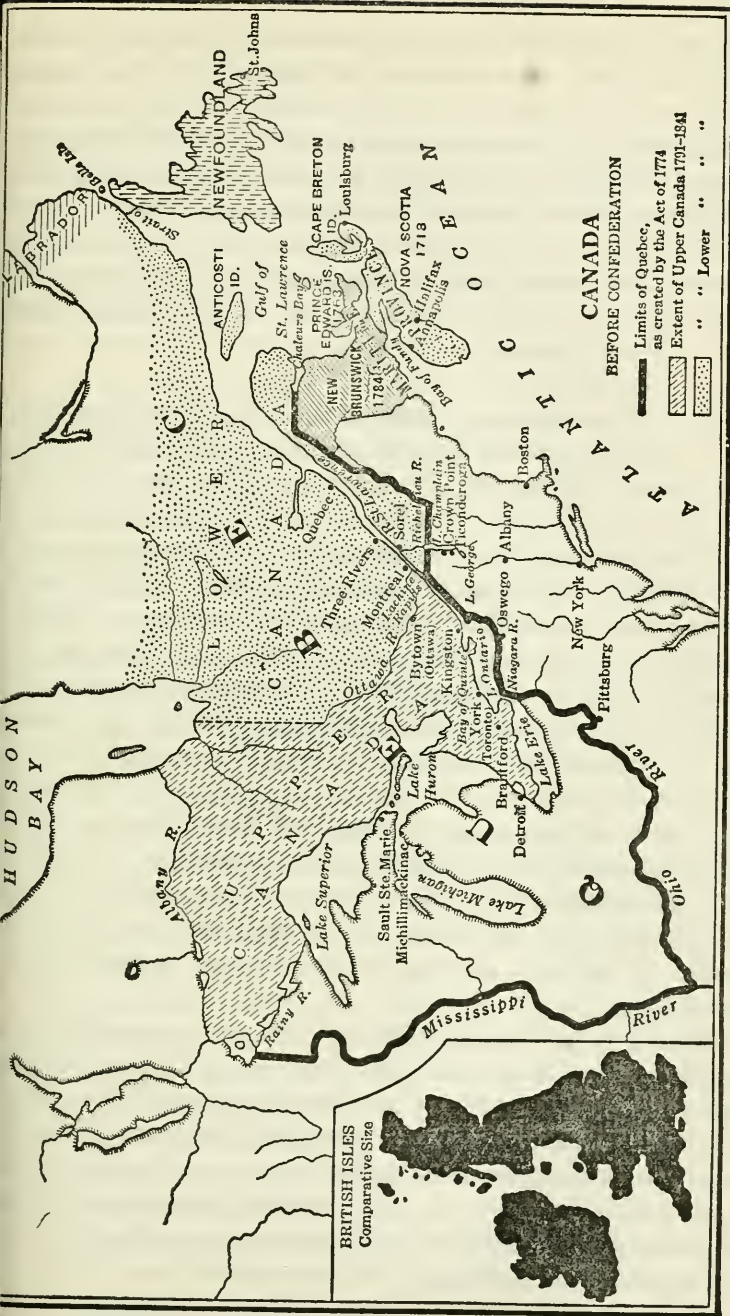 HUDSON
BAY
LABRADOR
Belle Isle
Strait of
NEWFOUNDLAND
St. Johns
ANTICOSTI
ID.
Gulf of
St. Lawrence
Chaleurs Bay
PRINCE
EDWARD IS.
1763
CAPE BRETON
ID.
Louisburg
NEW
BRUNSWICK
1784
MARITIME PROVINCES
NOVA SCOTIA
1713
Halifax
Annapolis
Bay of Fundy
ATLANTIC OCEAN
QUEBEC
LOWER
CANADA
UPPER
CANADA
Albany R.
Rainy R.
Lake Superior
Sault Ste. Marie
Michillimackinac
Lake Michigan
Lake
Huron
Detroit
Lake Erie
Brantford
Toronto
York
L. Ontario
Niagara R.
Bay of Quinte
Kingston
Bytown
(Ottawa)
Ottawa R.
Lachine
Rapids
Montreal
Three Rivers
Quebec
R. St. Lawrence
Sorel
Richelieu R.
L. Champlain
Crown Point
Ticonderoga
L. George
Oswego
Albany
Boston
New York
Pittsburg
Ohio
River
Mississippi
River
BRITISH ISLES
Comparative Size
CANADA
BEFORE CONFEDERATION
Limits of Quebec,
as created by the Act of 1774
Extent of Upper Canada 1791-1841
" " Lower " " "